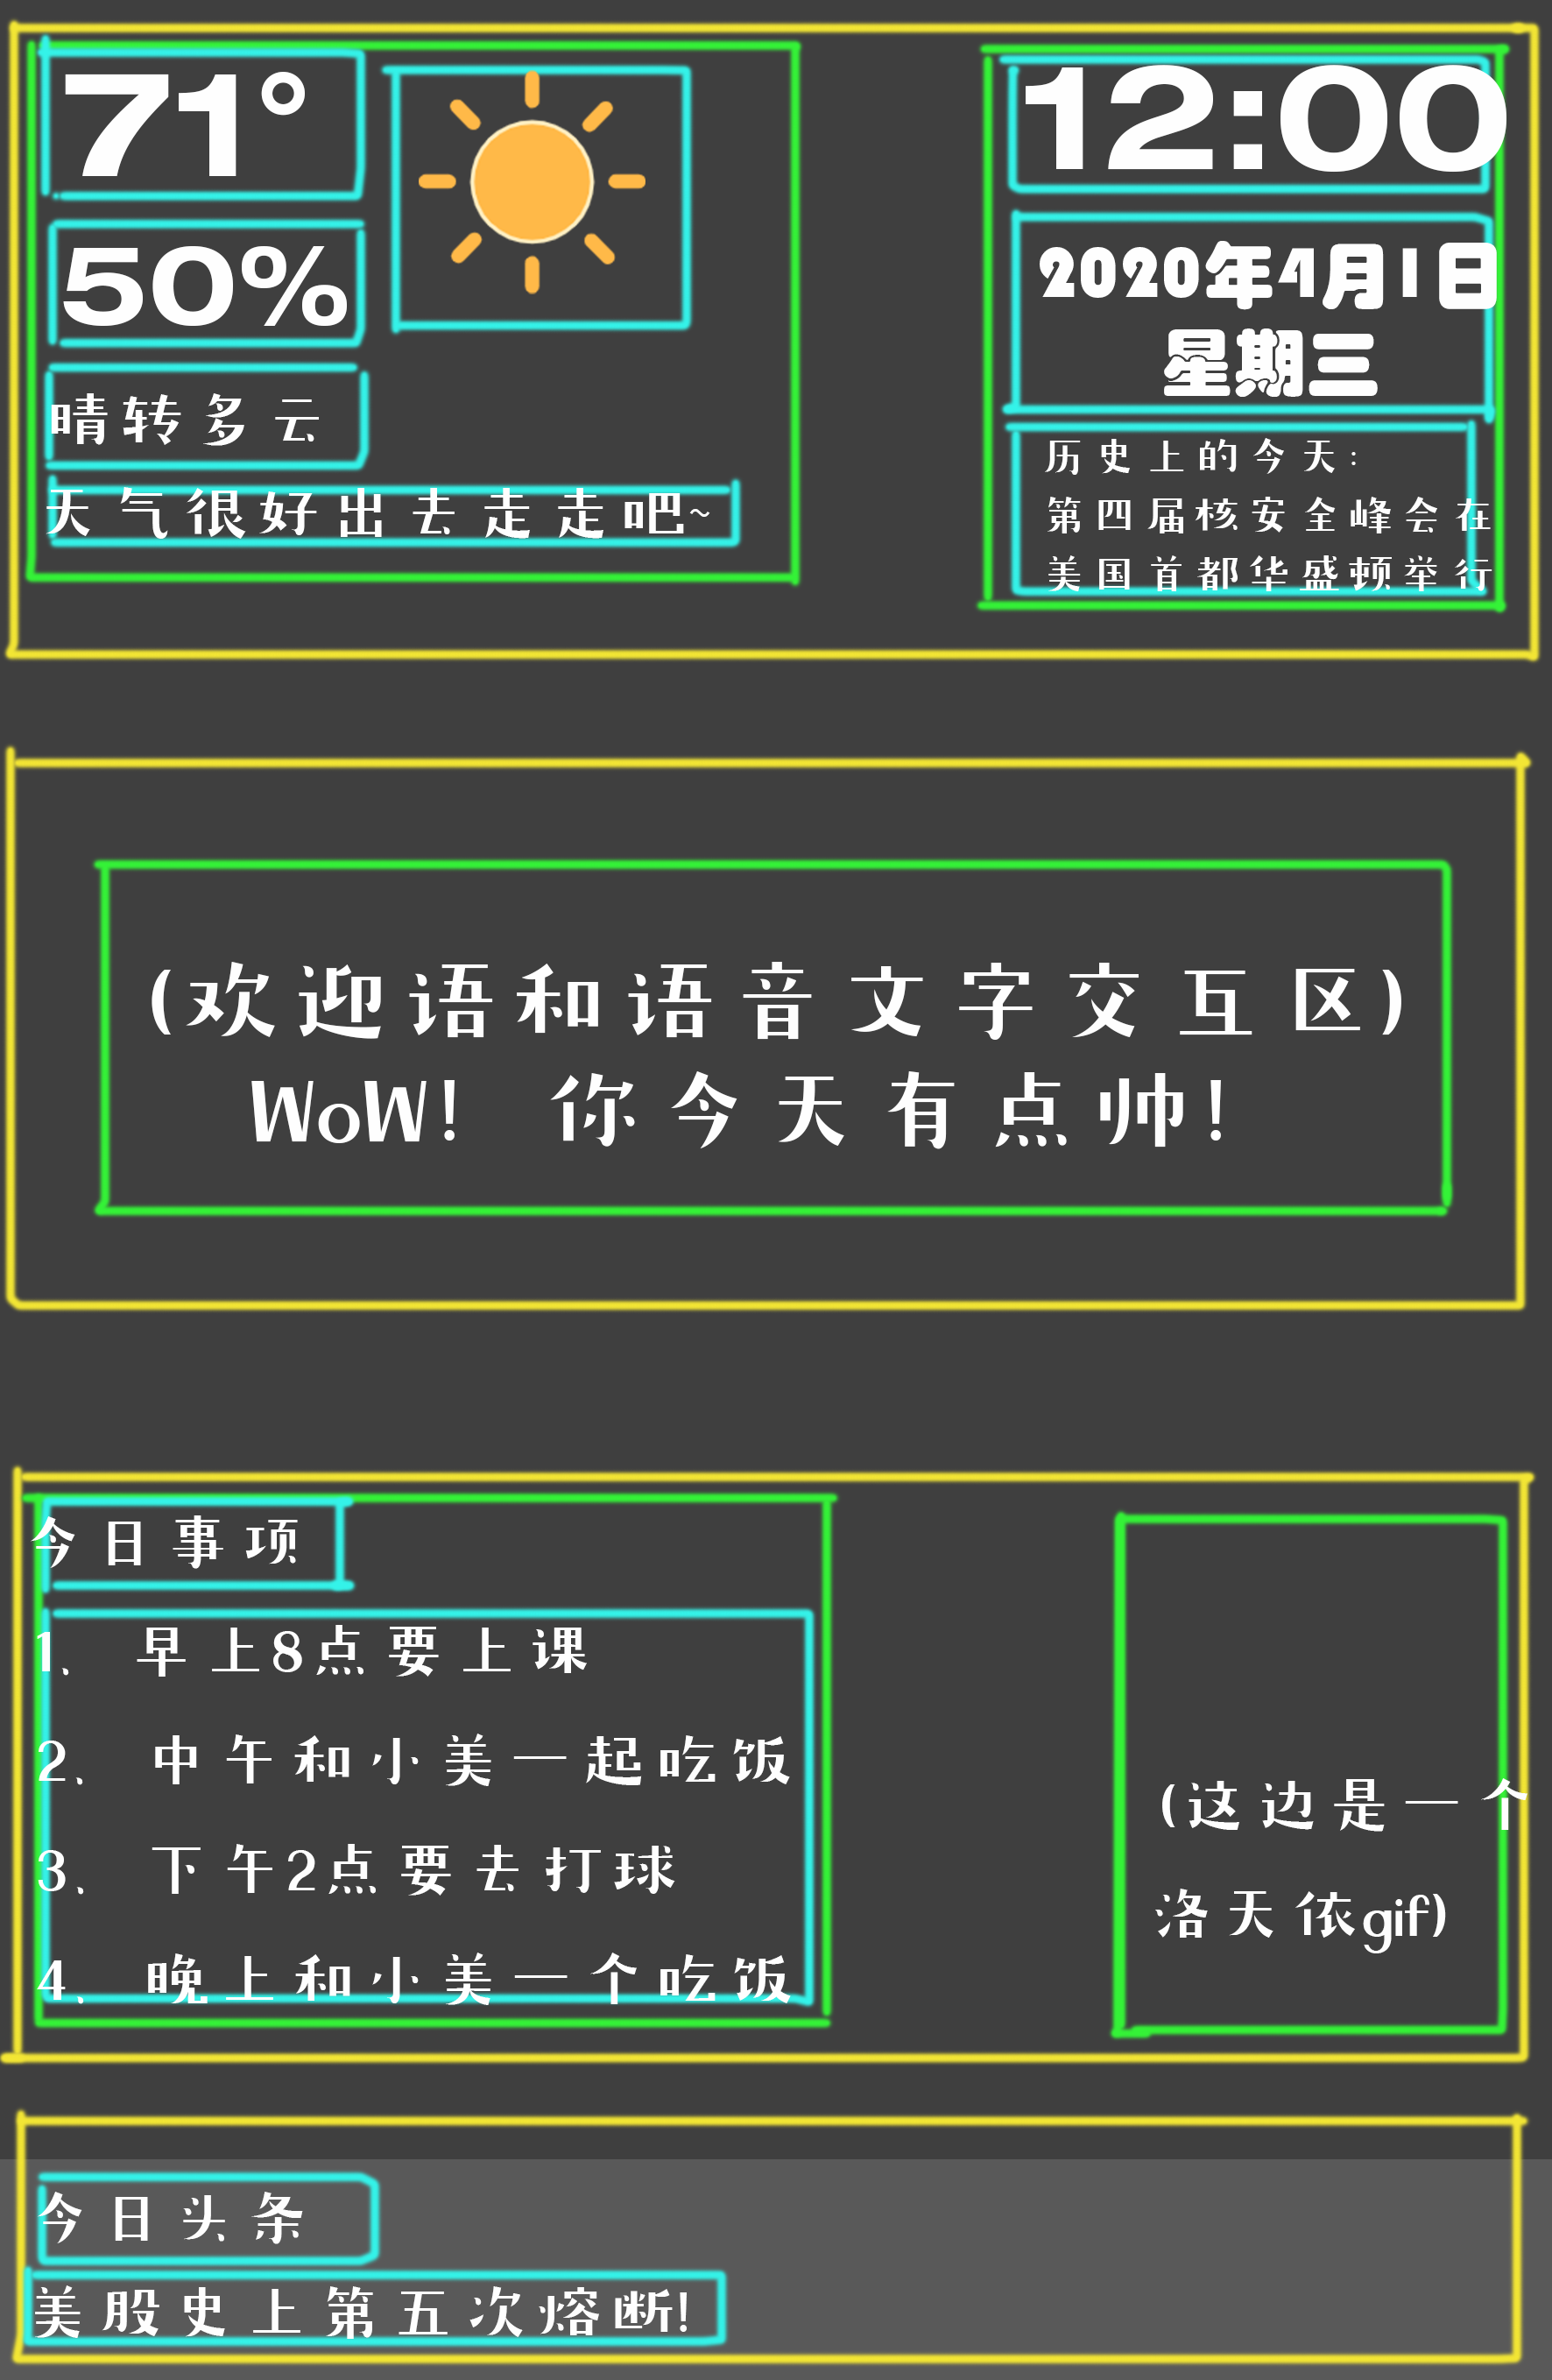 71°
50%
晴转多云
天气很好出去走走吧~
12:00
2020年4月1日
星期三
历史上的今天:
第四届核安全峰会在
美国首都华盛顿举行
(欢迎语和语音文字交互区)
WoW! 你今天有点帅!
今日事项
1、 早上8点要上课
2、 中午和小美一起吃饭
3、 下午2点要去打球
4、 晚上和小美一个吃饭
(这边是一个
洛天依gif)
今日头条
美股史上第五次熔断!